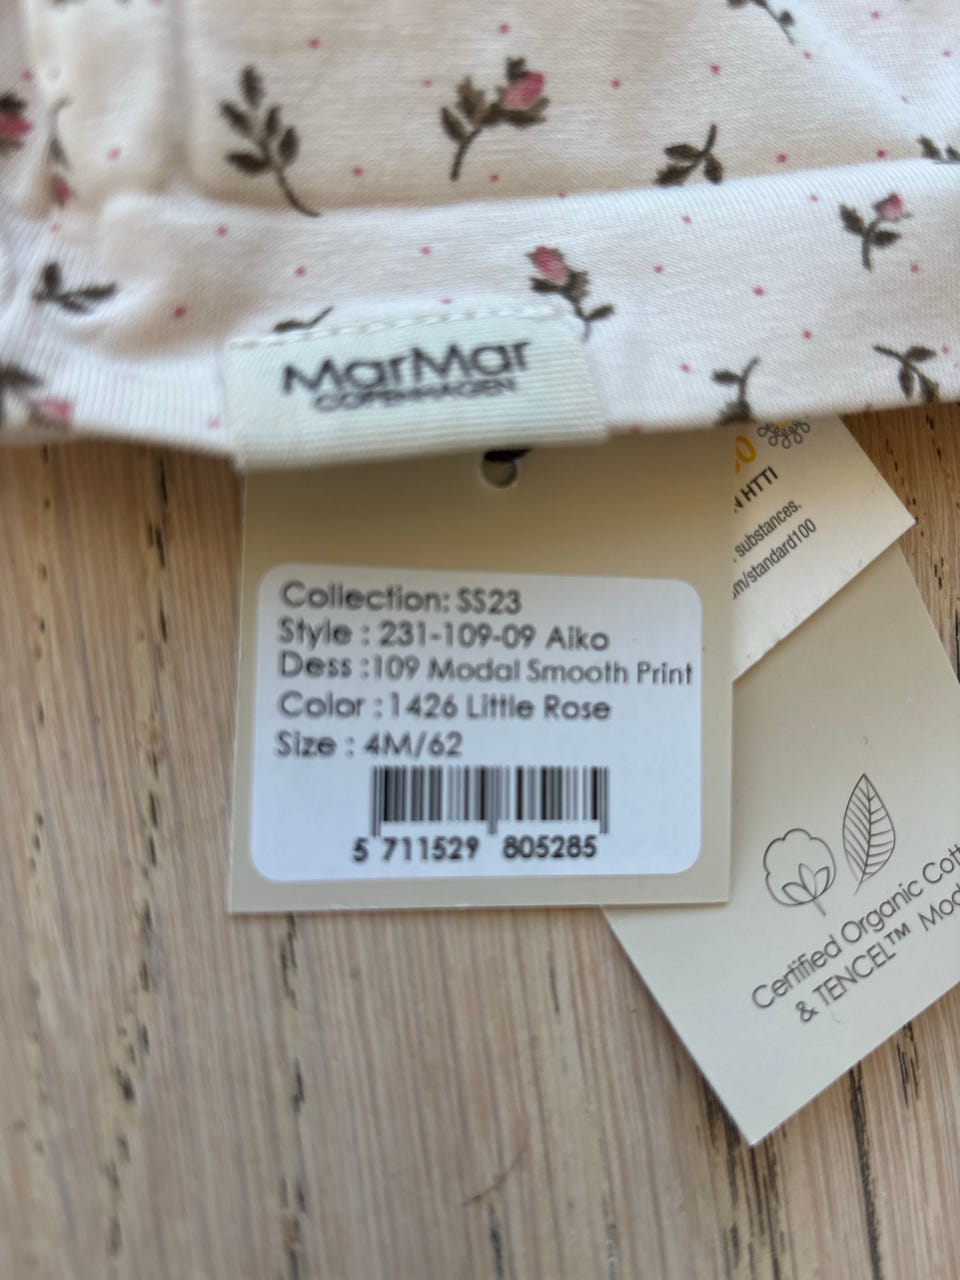 MarMar
COPENHAGEN
Collection: SS23
Style : 231-109-09 Aiko
Dess :109 Modal Smooth Print
Color : 1426 Little Rose
Size : 4M/62
5 711529 805285
HTTI
substances.
m/standard100
Certified Organic Cott
& TENCEL™ Mod